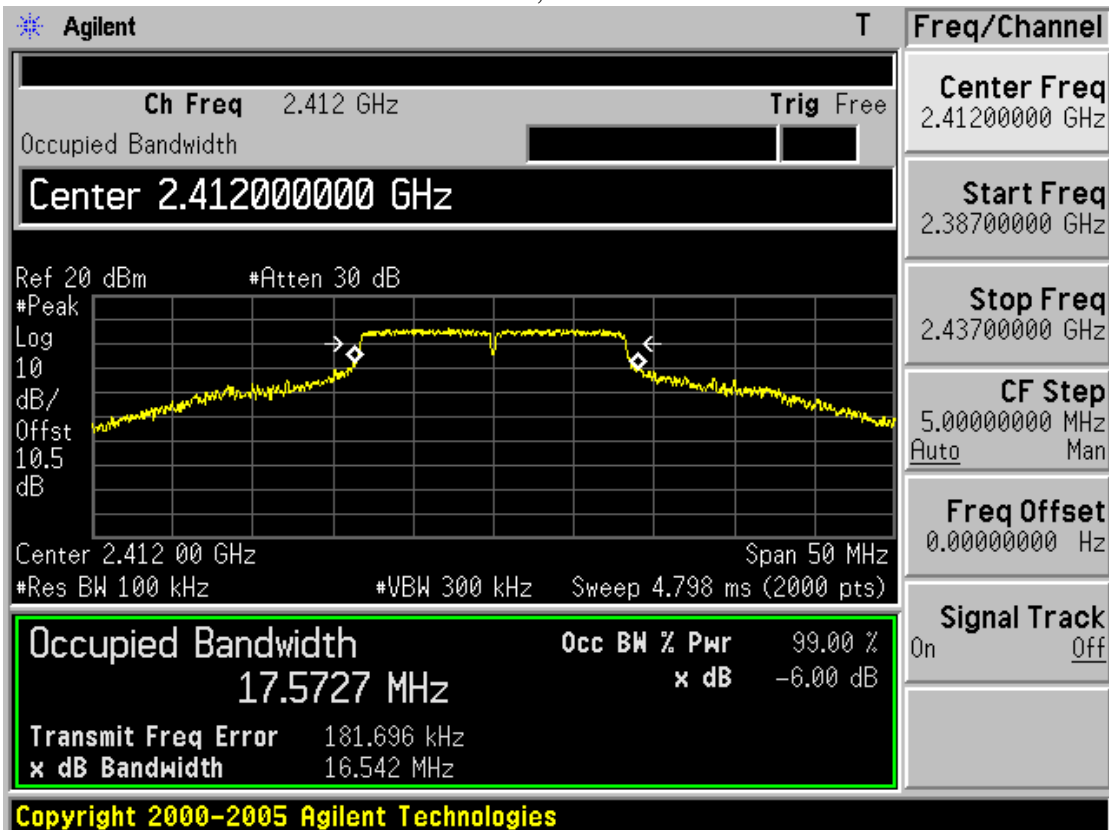 Agilent T Freq/Channel
Ch Freq 2.412 GHz Trig Free
Occupied Bandwidth
Center 2.412000000 GHz
Ref 20 dBm #Atten 30 dB
#Peak
Log
10
dB/
Offst
10.5
dB
Center 2.412 00 GHz Span 50 MHz
#Res BW 100 kHz #VBW 300 kHz Sweep 4.798 ms (2000 pts)
Occupied Bandwidth Occ BW % Pwr 99.00 %
17.5727 MHz x dB -6.00 dB
Transmit Freq Error 181.696 kHz
x dB Bandwidth 16.542 MHz
Copyright 2000-2005 Agilent Technologies
Center Freq
2.41200000 GHz
Start Freq
2.38700000 GHz
Stop Freq
2.43700000 GHz
CF Step
5.00000000 MHz
Auto Man
Freq Offset
0.00000000 Hz
Signal Track
On Off